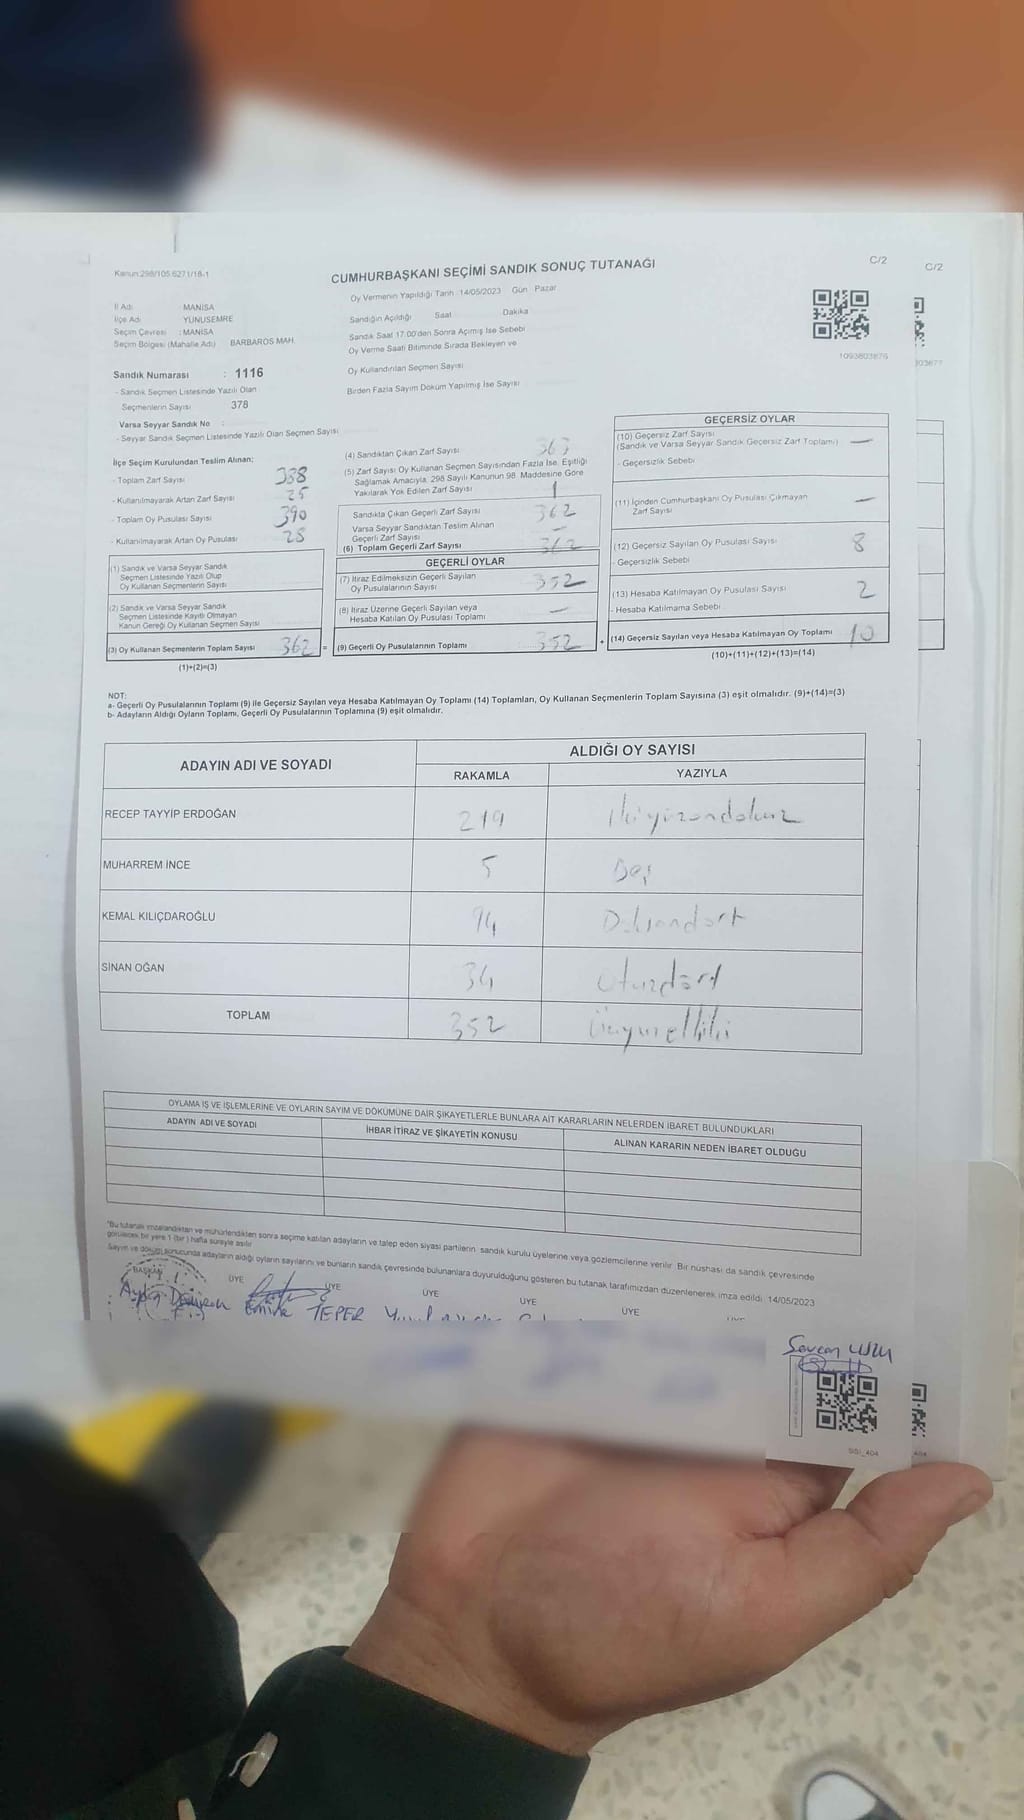 Kanun:298/105 6271/18-1
CUMHURBAŞKANI SEÇİMİ SANDIK SONUÇ TUTANAĞI
C/2
C/2
Oy Vermenin Yapıldığı Tarih :14/05/2023 Gün Pazar
İl Adı : MANİSA
İlçe Adı YUNUSEMRE
Seçim Çevresi : MANİSA
Seçim Bölgesi (Mahalle Adı) BARBAROS MAH.
Sandığın Açıldığı Saat Dakika
Sandık Saat 17.00'den Sonra Açımış İse Sebebi
Oy Verme Saati Bitiminde Sırada Bekleyen ve
Oy Kullandırılan Seçmen Sayısı
Birden Fazla Sayım Döküm Yapılmış İse Sayısı
1093803876
Sandık Numarası : 1116
- Sandık Seçmen Listesinde Yazılı Olan
Seçmenlerin Sayısı 378
Varsa Seyyar Sandık No :
- Seyyar Sandık Seçmen Listesinde Yazılı Olan Seçmen Sayısı
İlçe Seçim Kurulundan Teslim Alınan:
- Toplam Zarf Sayısı 388
- Kullanılmayarak Artan Zarf Sayısı 25
- Toplam Oy Pusulası Sayısı 390
- Kullanılmayarak Artan Oy Pusulası 28
(1) Sandık ve Varsa Seyyar Sandık
Seçmen Listesinde Yazılı Olup
Oy Kullanan Seçmenlerin Sayısı
(2) Sandık ve Varsa Seyyar Sandık
Seçmen Listesinde Kayıtlı Olmayan
Kanun Gereği Oy Kullanan Seçmen Sayısı
(3) Oy Kullanan Seçmenlerin Toplam Sayısı 362 =
(1)+(2)=(3)
(4) Sandıktan Çıkan Zarf Sayısı 363
(5) Zarf Sayısı Oy Kullanan Seçmen Sayısından Fazla İse, Eşitliği
Sağlamak Amacıyla, 298 Sayılı Kanunun 98. Maddesine Göre
Yakılarak Yok Edilen Zarf Sayısı 1
Sandıkta Çıkan Geçerli Zarf Sayısı 362
Varsa Seyyar Sandıktan Teslim Alınan
Geçerli Zarf Sayısı —
(6) Toplam Geçerli Zarf Sayısı 362
GEÇERLİ OYLAR
(7) İtiraz Edilmeksizin Geçerli Sayılan
Oy Pusulalarının Sayısı 352
(8) İtiraz Üzerine Geçerli Sayılan veya
Hesaba Katılan Oy Pusulası Toplamı —
(9) Geçerli Oy Pusulalarının Toplamı 352 +
GEÇERSİZ OYLAR
(10) Geçersiz Zarf Sayısı
(Sandık ve Varsa Seyyar Sandık Geçersiz Zarf Toplamı) —
- Geçersizlik Sebebi
(11) İçinden Cumhurbaşkanı Oy Pusulası Çıkmayan
Zarf Sayısı —
(12) Geçersiz Sayılan Oy Pusulası Sayısı 8
- Geçersizlik Sebebi
(13) Hesaba Katılmayan Oy Pusulası Sayısı 2
- Hesaba Katılmama Sebebi
(14) Geçersiz Sayılan veya Hesaba Katılmayan Oy Toplamı 10
(10)+(11)+(12)+(13)=(14)
NOT:
a- Geçerli Oy Pusulalarının Toplamı (9) ile Geçersiz Sayılan veya Hesaba Katılmayan Oy Toplamı (14) Toplamları, Oy Kullanan Seçmenlerin Toplam Sayısına (3) eşit olmalıdır. (9)+(14)=(3)
b- Adayların Aldığı Oyların Toplamı, Geçerli Oy Pusulalarının Toplamına (9) eşit olmalıdır.
ADAYIN ADI VE SOYADI
ALDIĞI OY SAYISI
RAKAMLA YAZIYLA
RECEP TAYYİP ERDOĞAN 219 ikiyüzondokuz
MUHARREM İNCE 5 Beş
KEMAL KILIÇDAROĞLU 94 Doksandört
SİNAN OĞAN 34 otuzdört
TOPLAM 352 Üçyüzelliiki
OYLAMA İŞ VE İŞLEMLERİNE VE OYLARIN SAYIM VE DÖKÜMÜNE DAİR ŞİKAYETLERLE BUNLARA AİT KARARLARIN NELERDEN İBARET BULUNDUKLARI
ADAYIN ADI VE SOYADI İHBAR İTİRAZ VE ŞİKAYETİN KONUSU ALINAN KARARIN NEDEN İBARET OLDUĞU
*Bu tutanak imzalandıktan ve mühürlendikten sonra seçime katılan adayların ve talep eden siyasi partilerin sandık kurulu üyelerine veya gözlemcilerine verilir. Bir nüshası da sandık çevresinde
görülecek bir yere 1 (bir) hafta süreyle asılır.
Sayım ve döküm sonucunda adayların aldığı oyların sayılarını ve bunların sandık çevresinde bulunanlara duyurulduğunu gösteren bu tutanak tarafımızdan düzenlenerek imza edildi. 14/05/2023
BAŞKAN ÜYE ÜYE ÜYE ÜYE ÜYE
Emine TEPER
Sevcan UZU
SİSİ_404